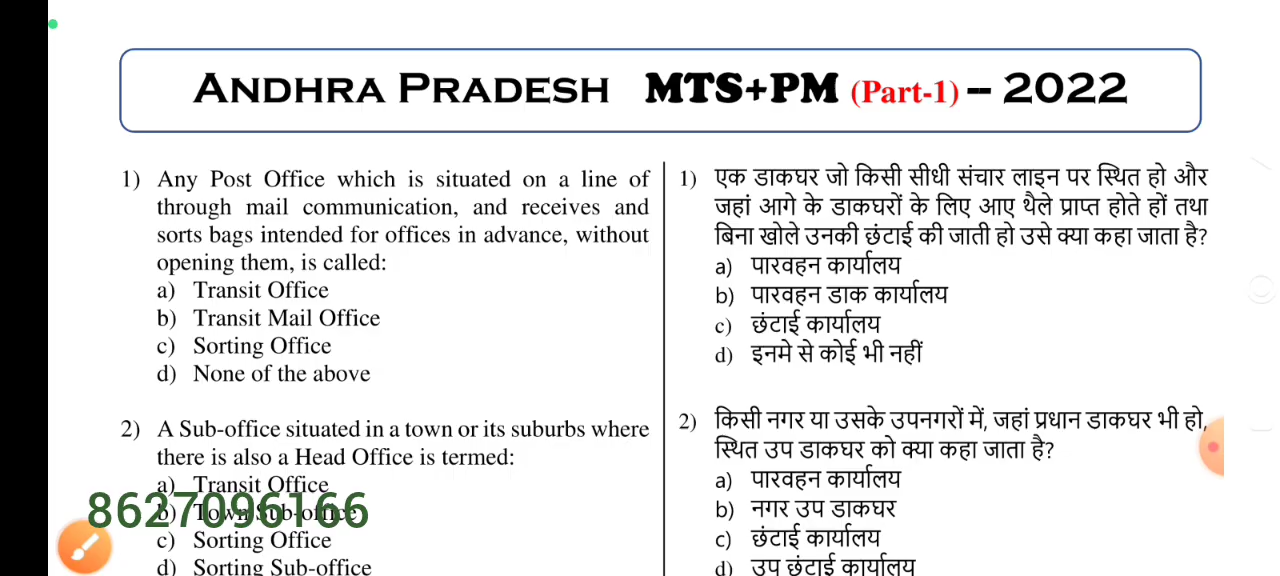 ANDHRA PRADESH MTS+PM (Part-1) – 2022
1) Any Post Office which is situated on a line of
through mail communication, and receives and
sorts bags intended for offices in advance, without
opening them, is called:
a) Transit Office
b) Transit Mail Office
c) Sorting Office
d) None of the above
2) A Sub-office situated in a town or its suburbs where
there is also a Head Office is termed:
a) Transit Office
b) Town Sub-office
8627096166
c) Sorting Office
d) Sorting Sub-office
1) एक डाकघर जो किसी सीधी संचार लाइन पर स्थित हो और
जहां आगे के डाकघरों के लिए आए थैले प्राप्त होते हों तथा
बिना खोले उनकी छंटाई की जाती हो उसे क्या कहा जाता है?
a) पारवहन कार्यालय
b) पारवहन डाक कार्यालय
c) छंटाई कार्यालय
d) इनमे से कोई भी नहीं
2) किसी नगर या उसके उपनगरों में, जहां प्रधान डाकघर भी हो,
स्थित उप डाकघर को क्या कहा जाता है?
a) पारवहन कार्यालय
b) नगर उप डाकघर
c) छंटाई कार्यालय
d) उप छंटाई कार्यालय